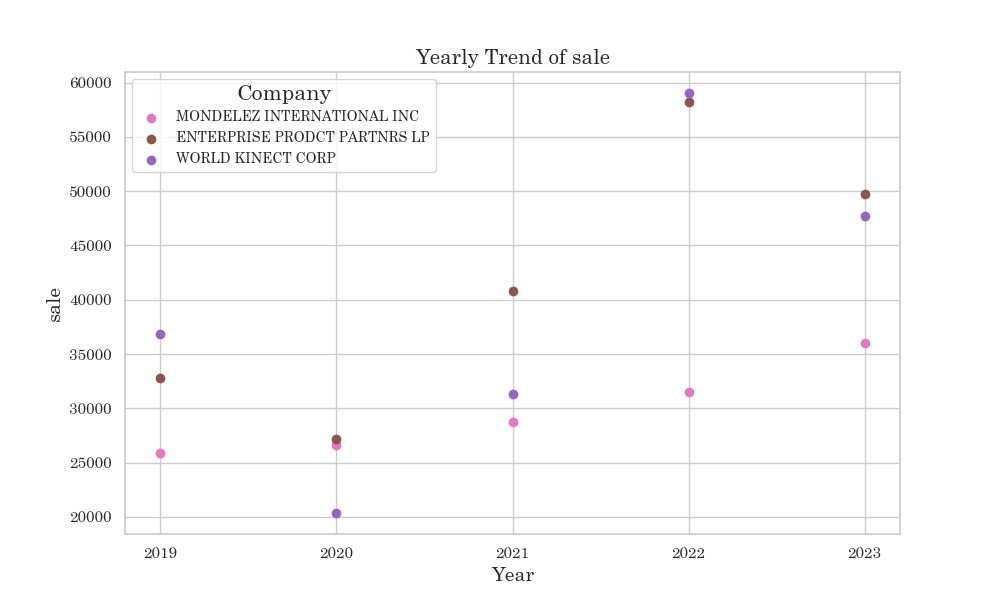 Yearly Trend of sale
Company
MONDELEZ INTERNATIONAL INC
ENTERPRISE PRODCT PARTNRS LP
WORLD KINECT CORP
60000
55000
50000
45000
40000
35000
30000
25000
20000
sale
2019 2020 2021 2022 2023
Year